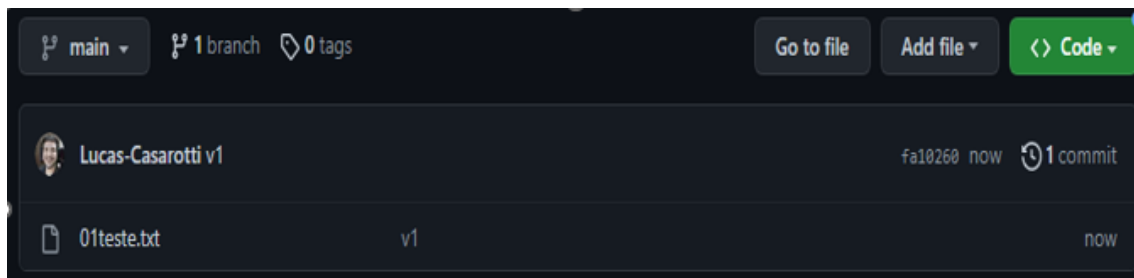 main 1 branch 0 tags Go to file Add file <> Code
Lucas-Casarotti v1 fa10260 now 1 commit
01teste.txt v1 now